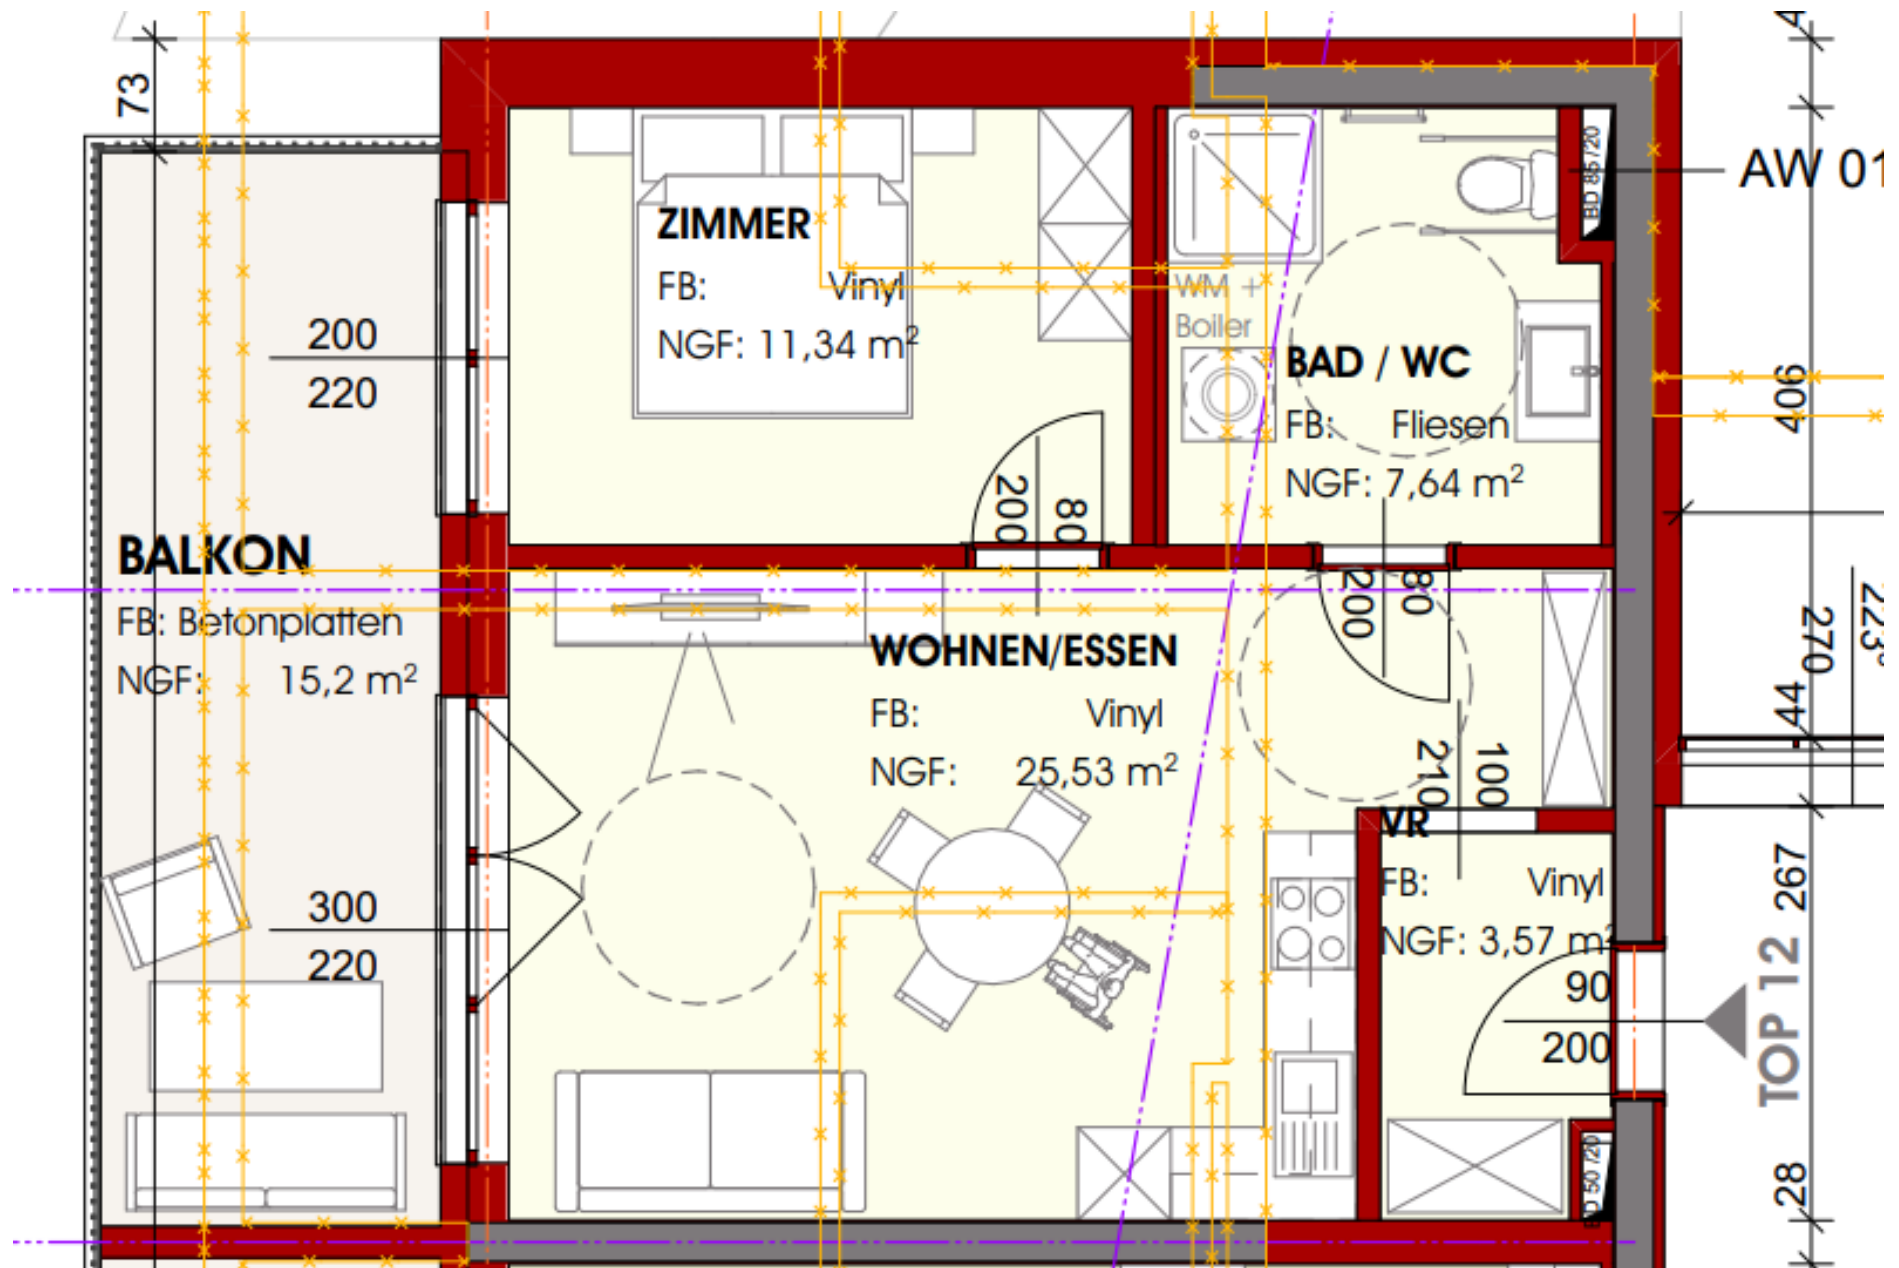 73
4
AW 01
BD 85 /20
ZIMMER
FB: Vinyl
NGF: 11,34 m²
WM +
Boiler
BAD / WC
FB: Fliesen
NGF: 7,64 m²
200
220
406
200
80
BALKON
FB: Betonplatten
NGF: 15,2 m²
80
200
WOHNEN/ESSEN
FB: Vinyl
NGF: 25,53 m²
270
44
210
100
VR
FB: Vinyl
NGF: 3,57 m²
267
300
220
90
200
TOP 12
28
BD 50 /20